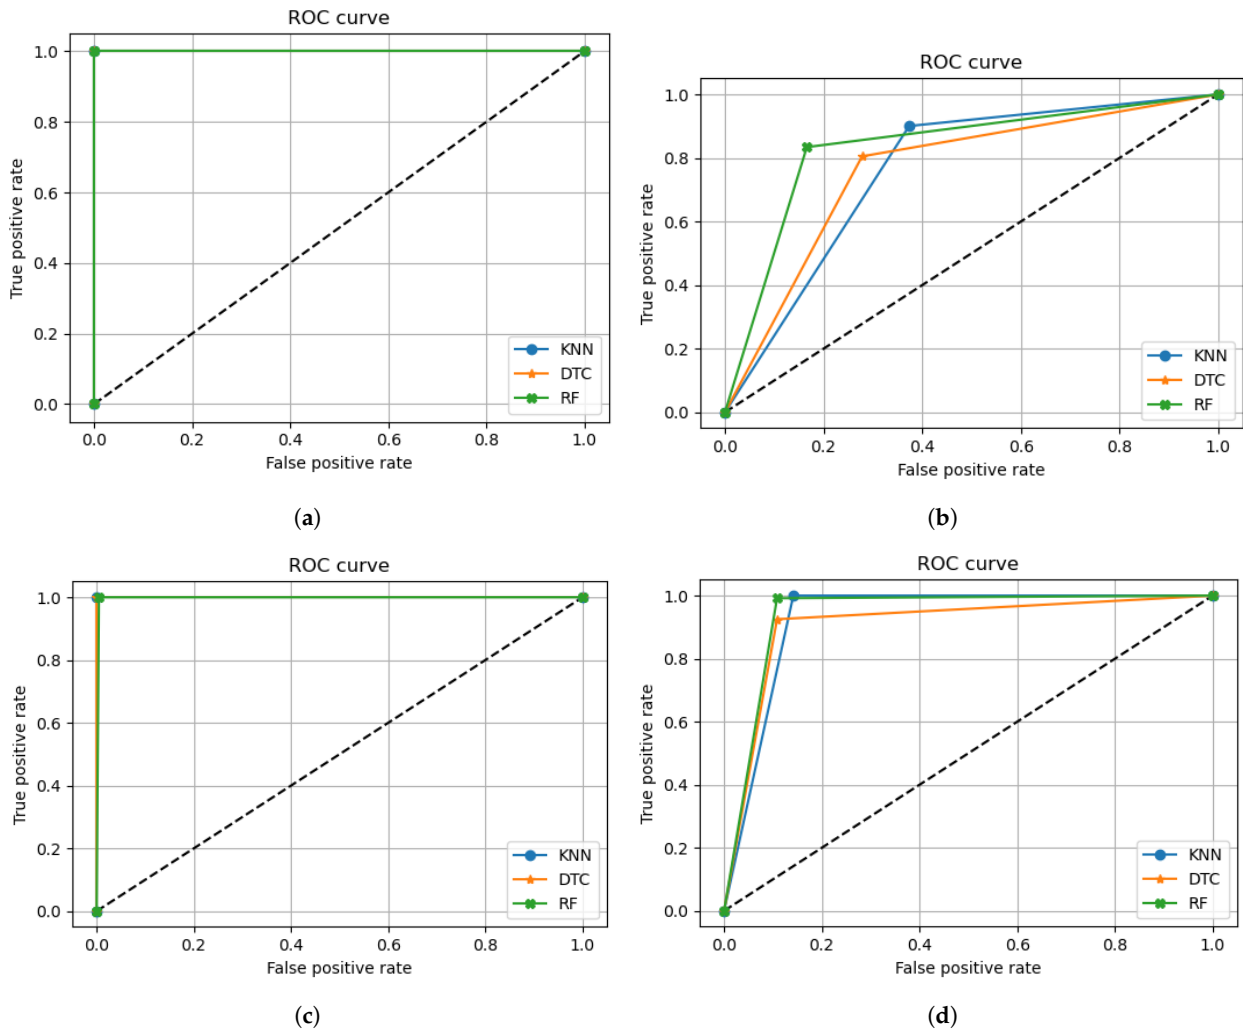 ROC curve
True positive rate
1.0
0.8
0.6
0.4
0.2
0.0
KNN
DTC
RF
0.0 0.2 0.4 0.6 0.8 1.0
False positive rate
(a)
ROC curve
True positive rate
1.0
0.8
0.6
0.4
0.2
0.0
KNN
DTC
RF
0.0 0.2 0.4 0.6 0.8 1.0
False positive rate
(b)
ROC curve
True positive rate
1.0
0.8
0.6
0.4
0.2
0.0
KNN
DTC
RF
0.0 0.2 0.4 0.6 0.8 1.0
False positive rate
(c)
ROC curve
True positive rate
1.0
0.8
0.6
0.4
0.2
0.0
KNN
DTC
RF
0.0 0.2 0.4 0.6 0.8 1.0
False positive rate
(d)